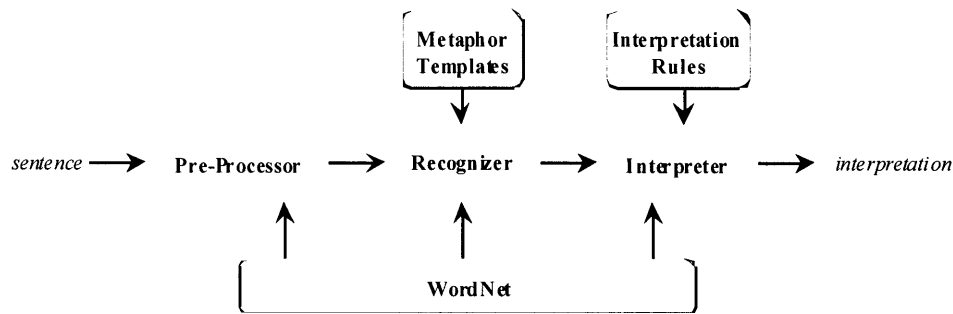 Metaphor
Templates
Interpretation
Rules
sentence
Pre-Processor
Recognizer
Interpreter
interpretation
WordNet